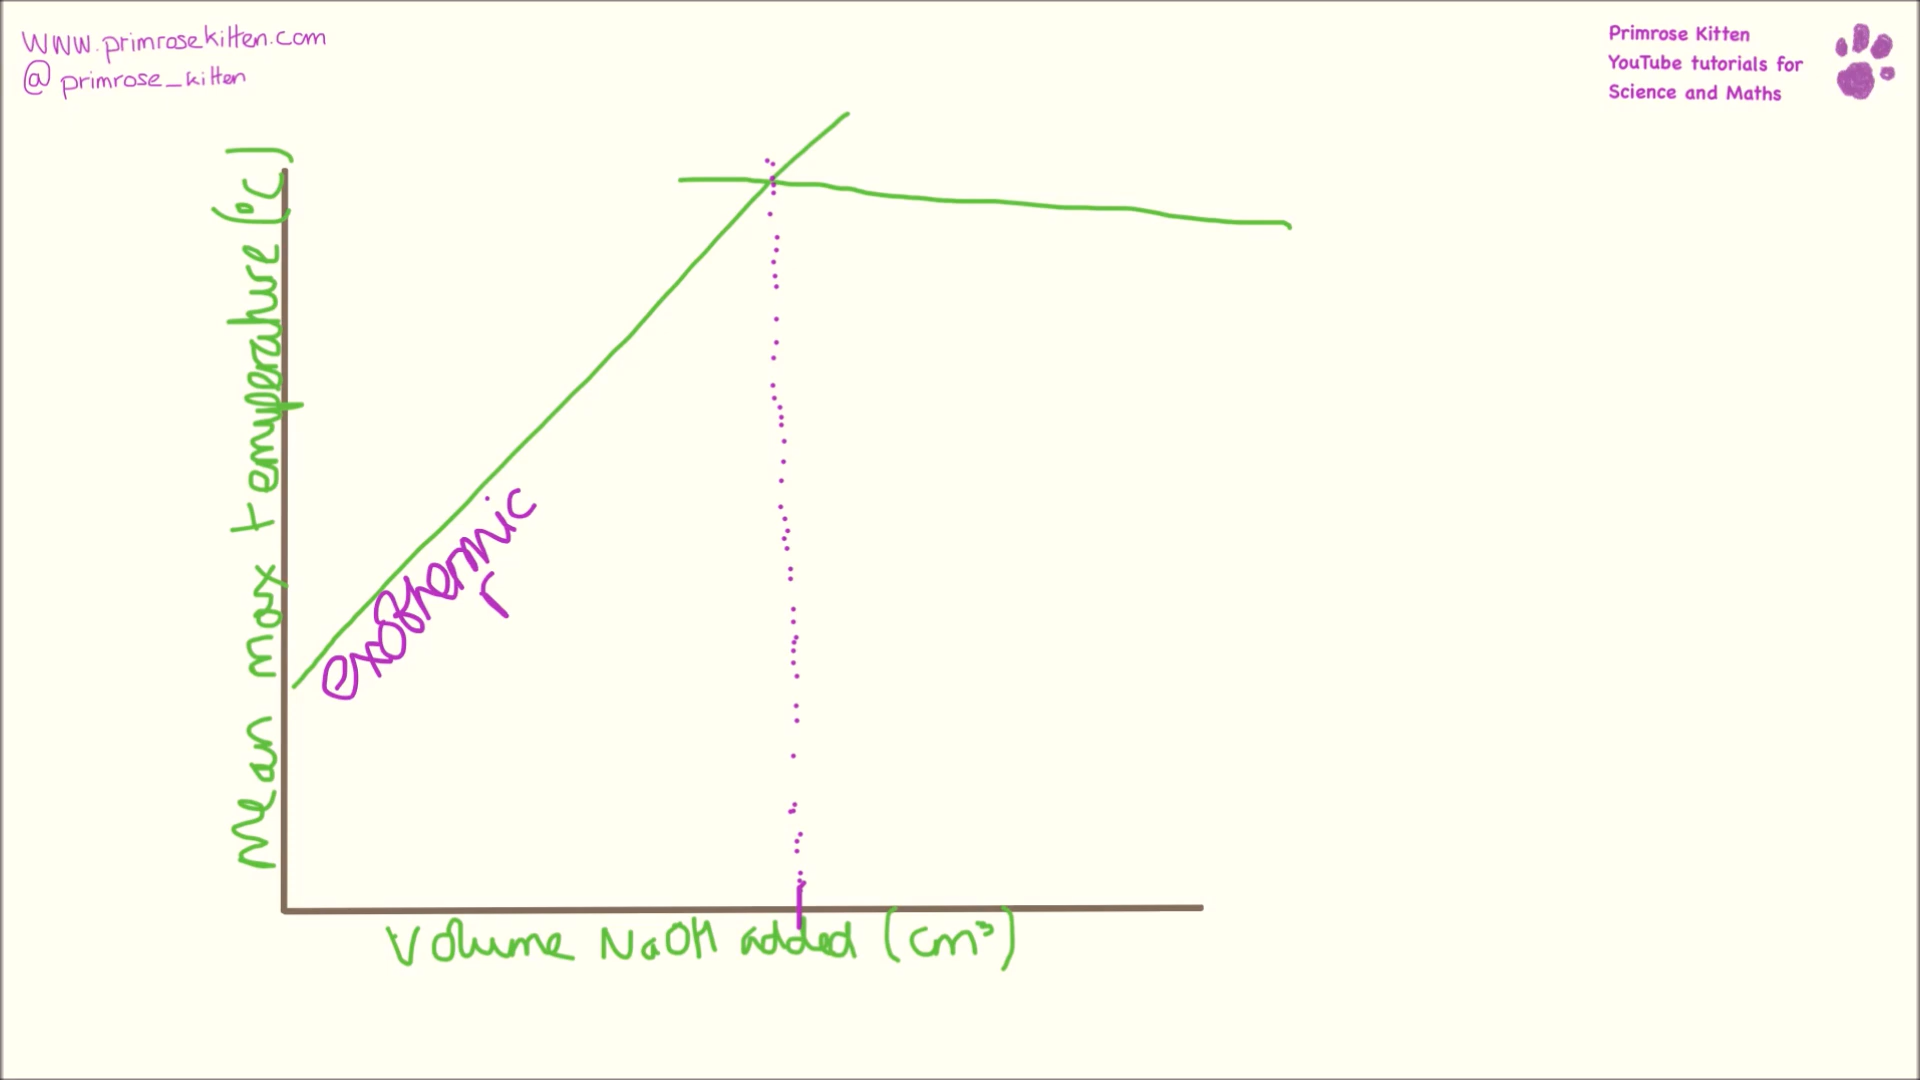 www.primrosekitten.com
@primrose_kitten
Primrose Kitten
YouTube tutorials for
Science and Maths
Mean max temperature (°C)
exothermic
r
Volume NaOH added (cm³)